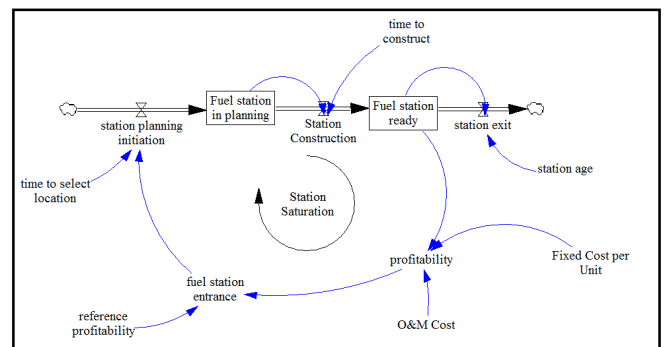 time to
construct
Fuel station
in planning
Fuel station
ready
station planning
initiation
Station
Construction
station exit
time to select
location
Station
Saturation
station age
profitability
Fixed Cost per
Unit
fuel station
entrance
reference
profitability
O&M Cost